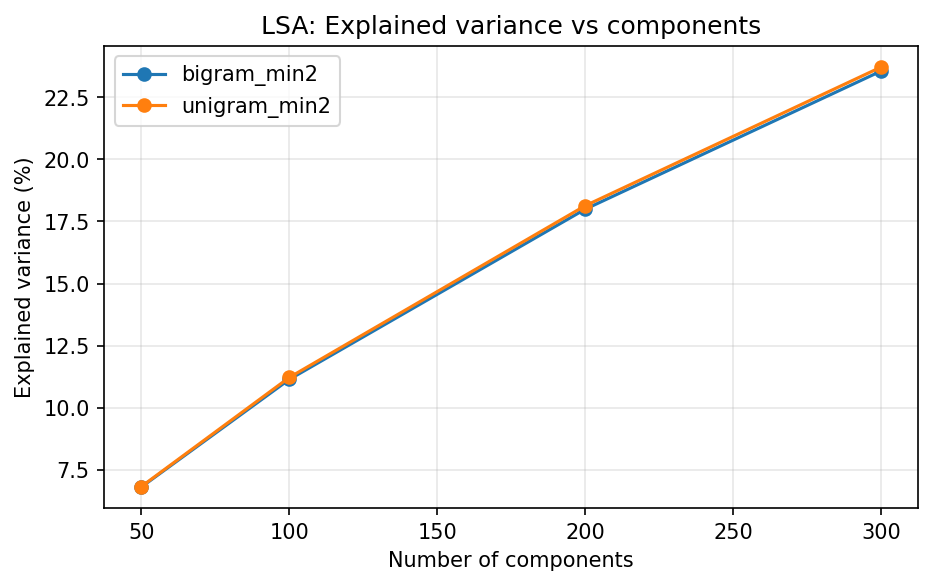 LSA: Explained variance vs components
bigram_min2
unigram_min2
Explained variance (%)
22.5
20.0
17.5
15.0
12.5
10.0
7.5
50 100 150 200 250 300
Number of components